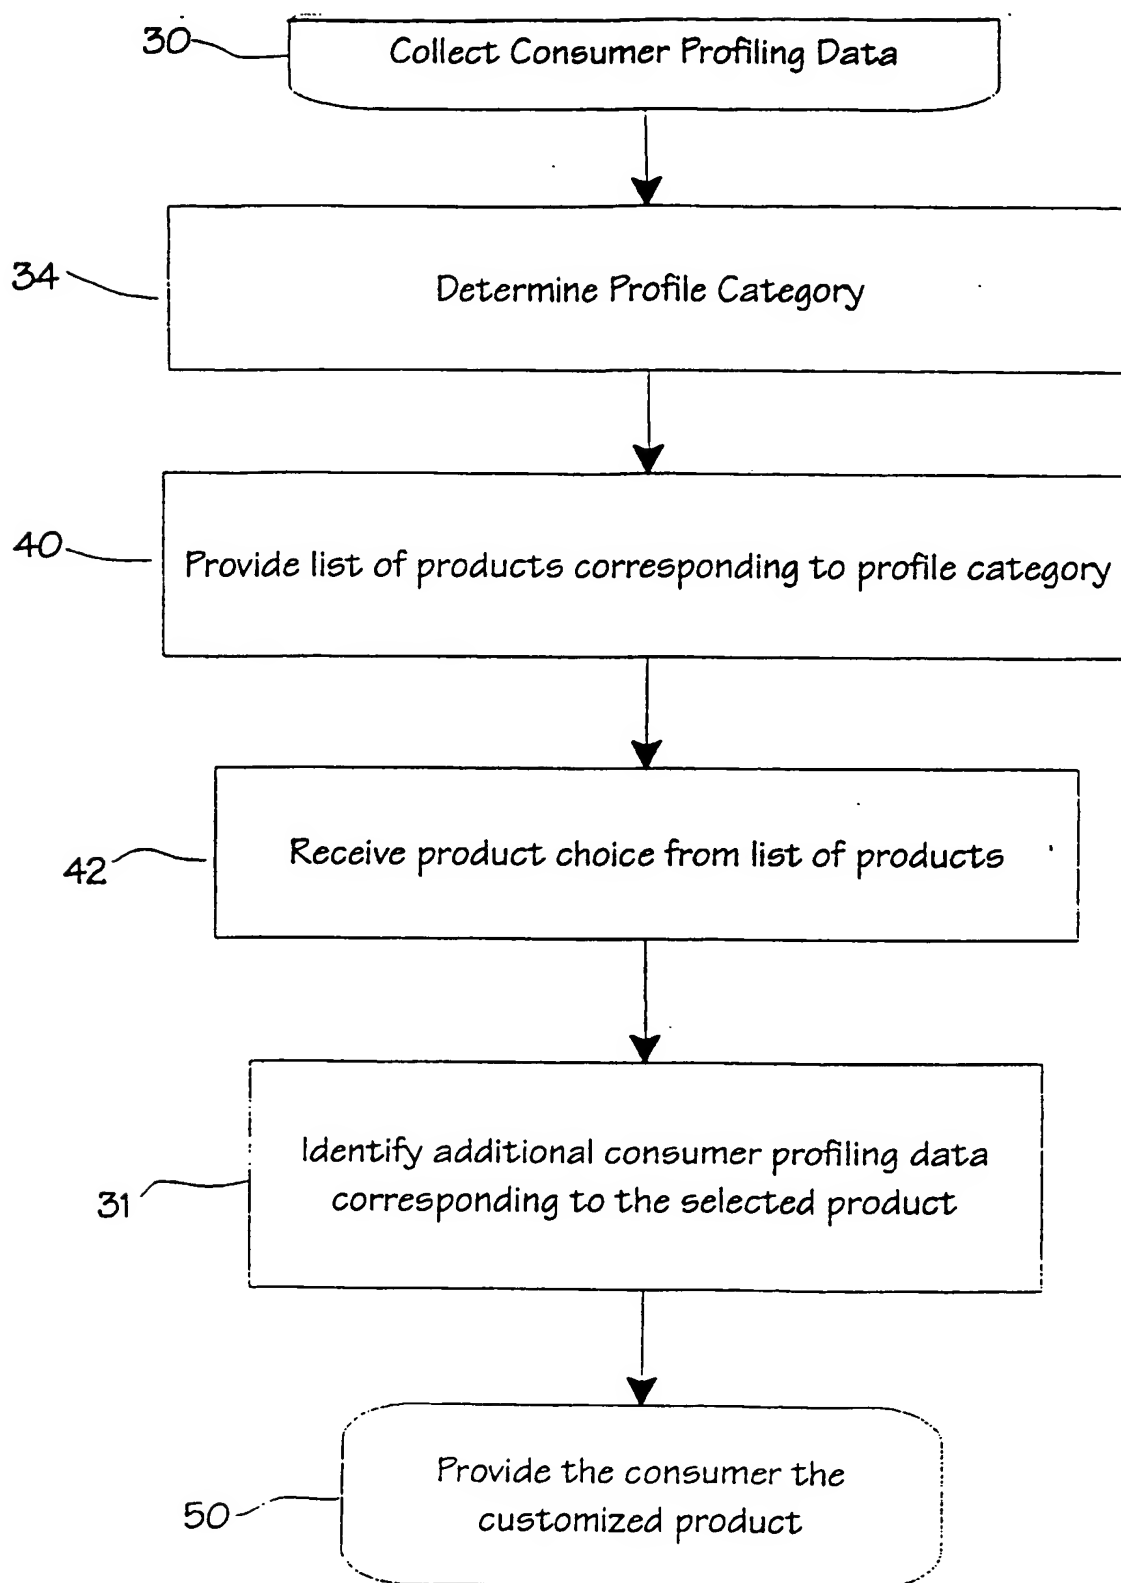 30
Collect Consumer Profiling Data
34
Determine Profile Category
40
Provide list of products corresponding to profile category
42
Receive product choice from list of products
31
Identify additional consumer profiling data
corresponding to the selected product
50
Provide the consumer the
customized product